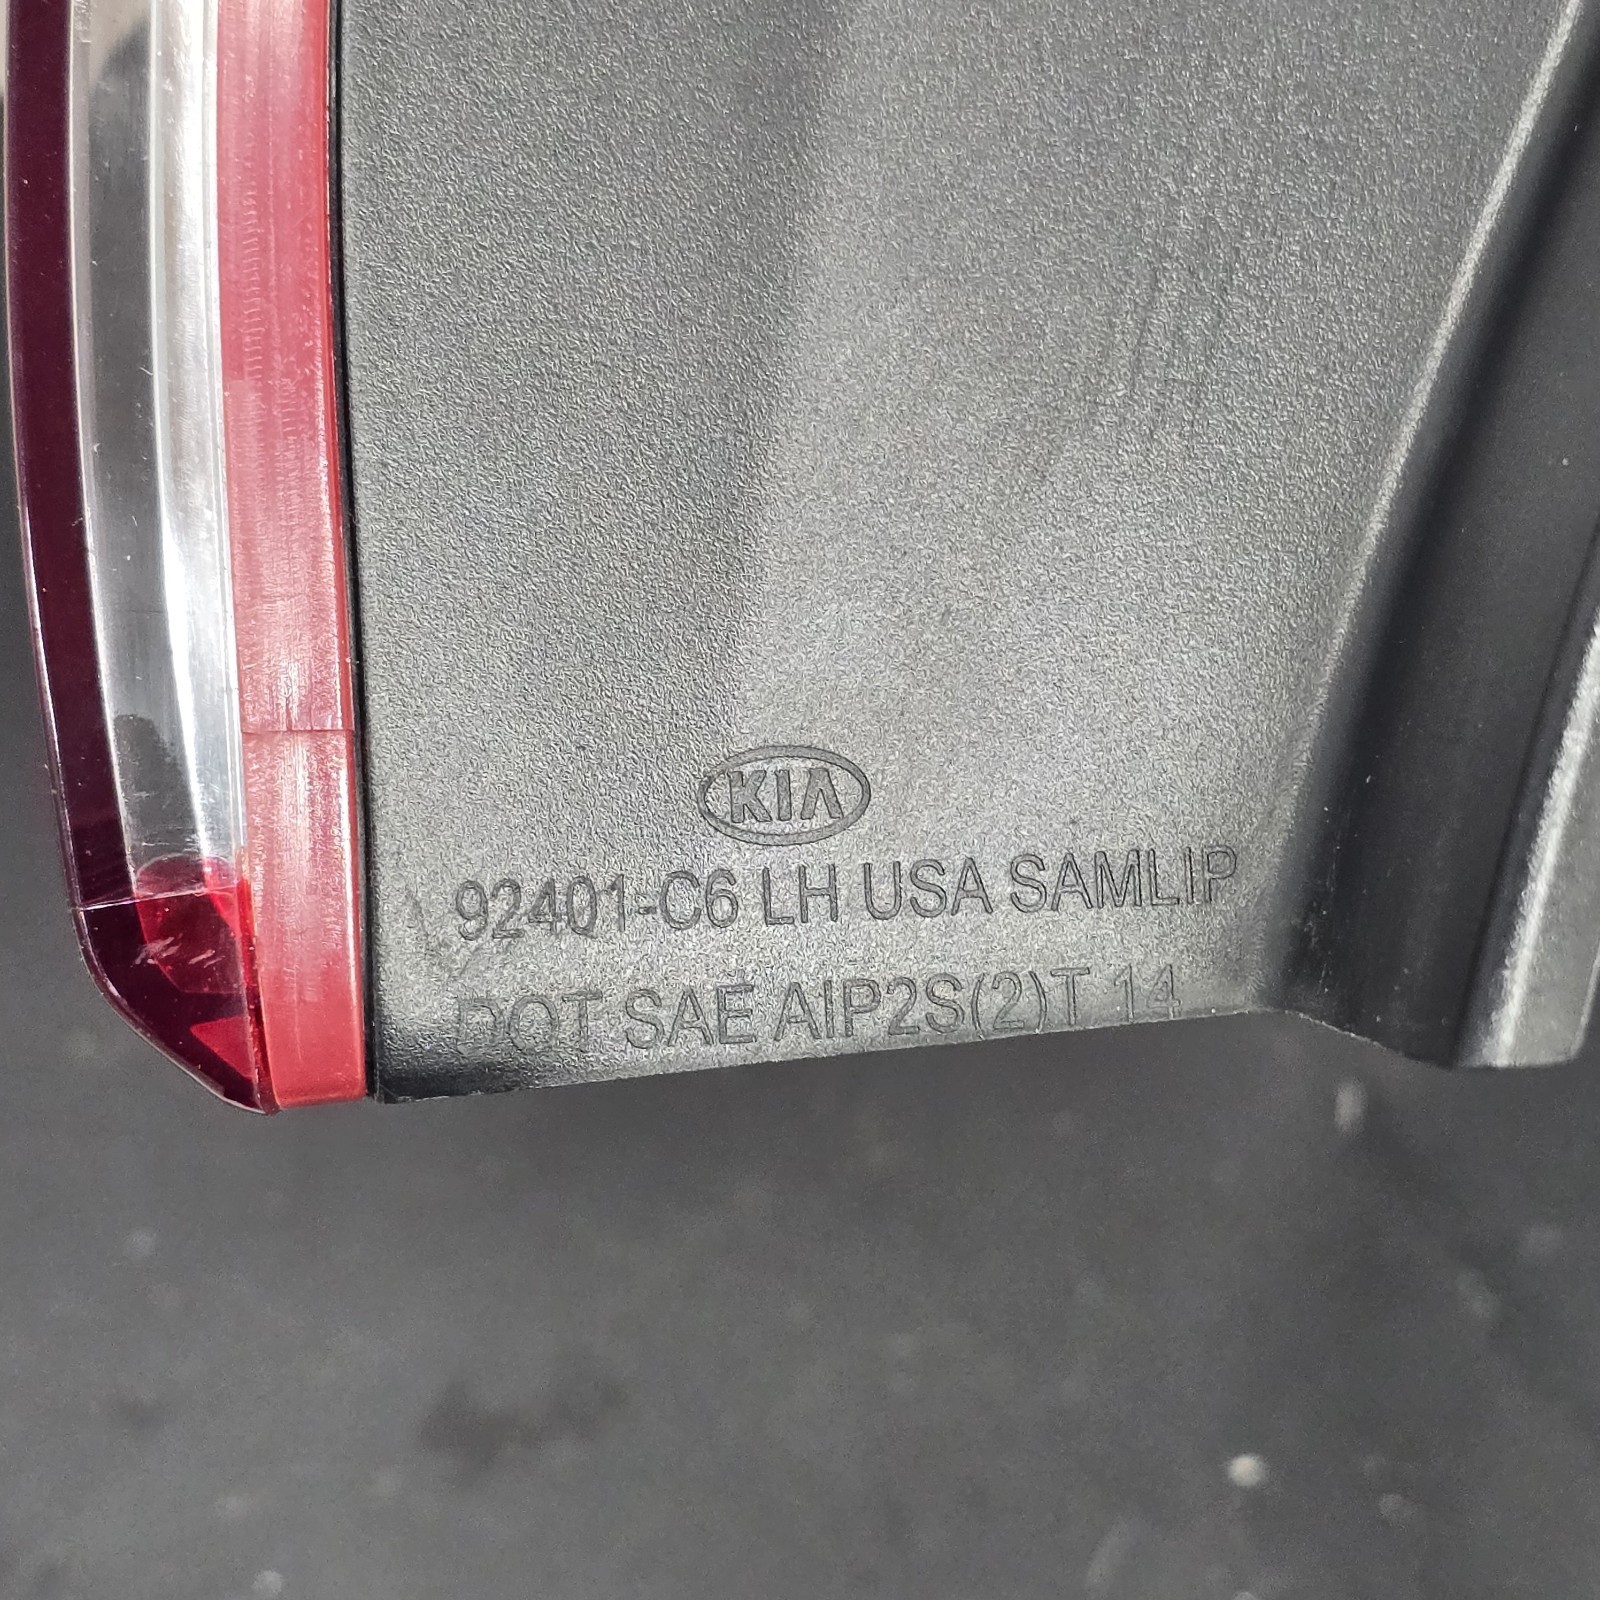 KIA
92401-C6 LH USA SAMLIP
DOT SAE AIP2S(2)T 14